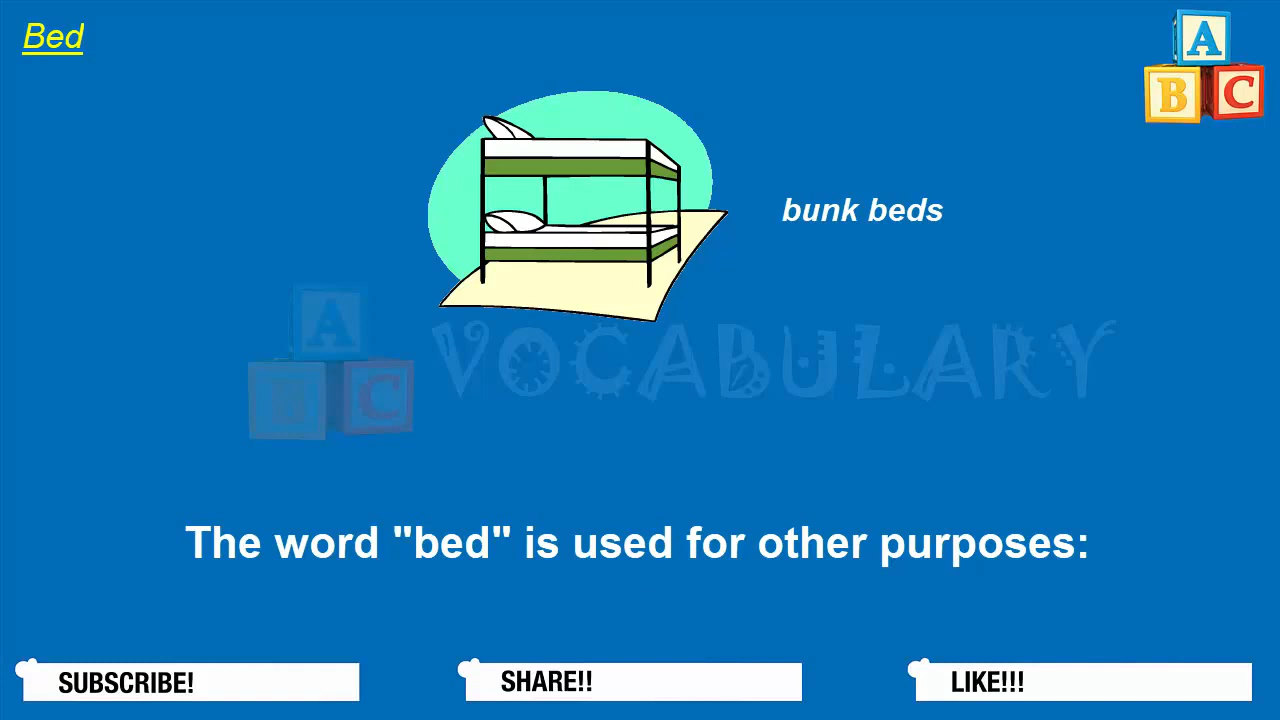 Bed
A
B C
bunk beds
A
B C
VOCABULARY
The word "bed" is used for other purposes:
SUBSCRIBE!
SHARE!!
LIKE!!!